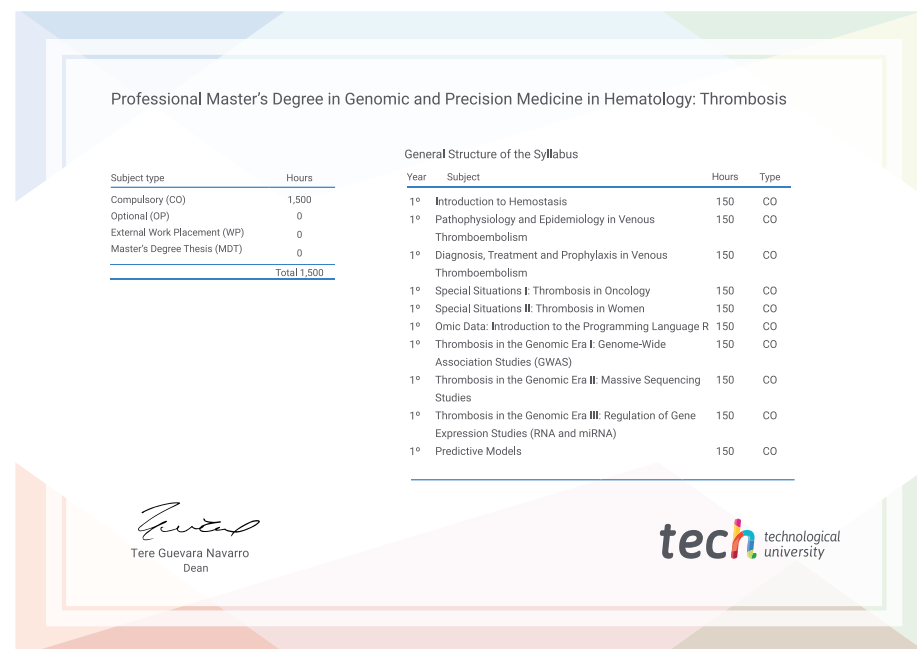 Professional Master's Degree in Genomic and Precision Medicine in Hematology: Thrombosis
Subject type Hours
Compulsory (CO) 1,500
Optional (OP) 0
External Work Placement (WP) 0
Master's Degree Thesis (MDT) 0
Total 1,500
General Structure of the Syllabus
Year Subject Hours Type
1º Introduction to Hemostasis 150 CO
1º Pathophysiology and Epidemiology in Venous 150 CO
Thromboembolism
1º Diagnosis, Treatment and Prophylaxis in Venous 150 CO
Thromboembolism
1º Special Situations I: Thrombosis in Oncology 150 CO
1º Special Situations II: Thrombosis in Women 150 CO
1º Omic Data: Introduction to the Programming Language R 150 CO
1º Thrombosis in the Genomic Era I: Genome-Wide 150 CO
Association Studies (GWAS)
1º Thrombosis in the Genomic Era II: Massive Sequencing 150 CO
Studies
1º Thrombosis in the Genomic Era III: Regulation of Gene 150 CO
Expression Studies (RNA and miRNA)
1º Predictive Models 150 CO
Tere Guevara Navarro
Dean
tech technological
university